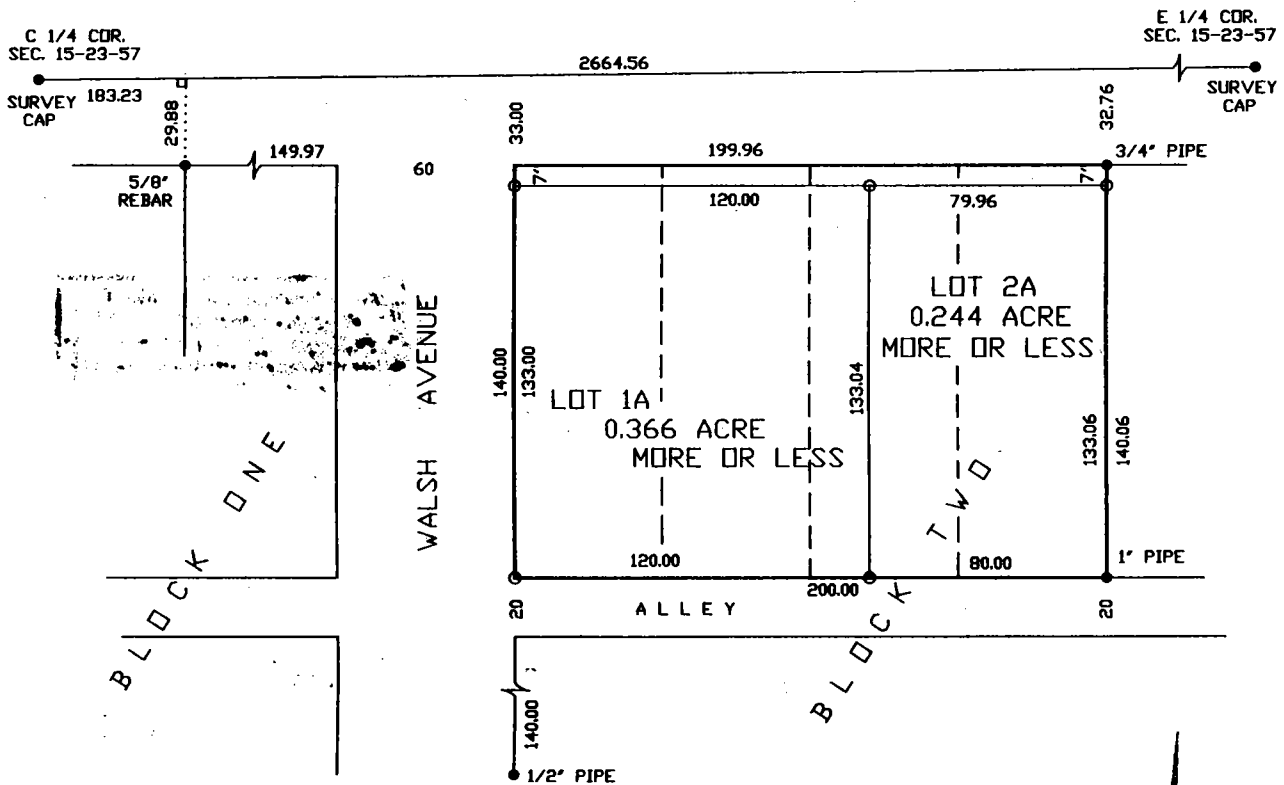 C 1/4 COR.
SEC. 15-23-57
E 1/4 COR.
SEC. 15-23-57
2664.56
SURVEY
CAP
183.23
SURVEY
CAP
29.88
33.00
32.76
149.97
60
199.96
3/4" PIPE
5/8"
REBAR
7'
7'
120.00
79.96
LOT 2A
0.244 ACRE
MORE OR LESS
WALSH AVENUE
140.00
133.00
133.04
133.06
140.06
LOT 1A
0.366 ACRE
MORE OR LESS
BLOCK ONE
BLOCK TWO
120.00
80.00
1" PIPE
200.00
20
ALLEY
20
140.00
1/2" PIPE